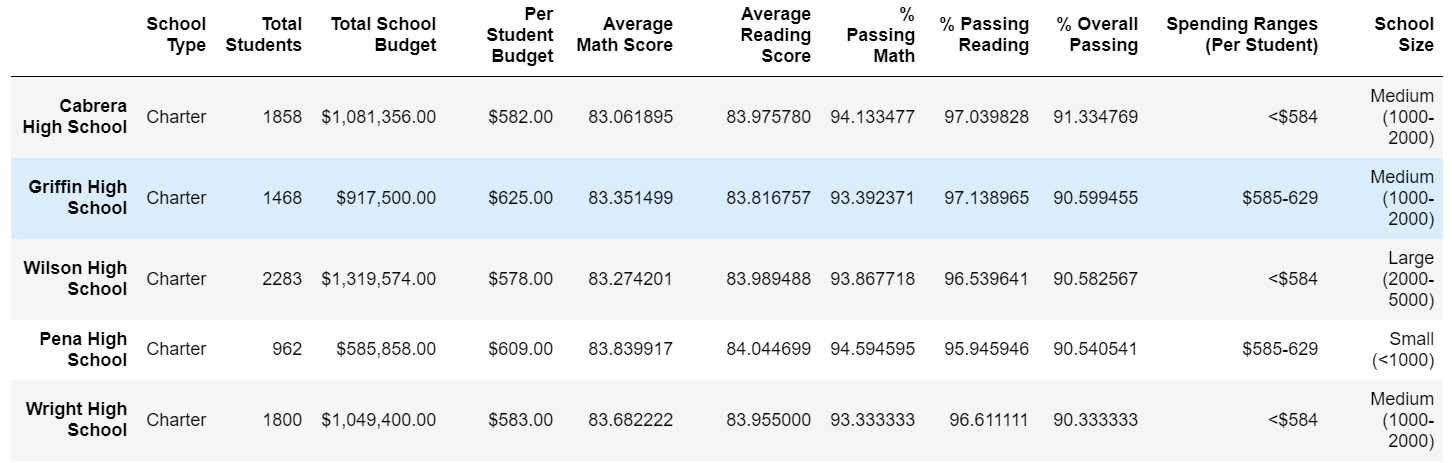 School Type Total Students Total School Budget Per Student Budget Average Math Score Average Reading Score % Passing Math % Passing Reading % Overall Passing Spending Ranges (Per Student) School Size
Cabrera High School Charter 1858 $1,081,356.00 $582.00 83.061895 83.975780 94.133477 97.039828 91.334769 <$584 Medium (1000-2000)
Griffin High School Charter 1468 $917,500.00 $625.00 83.351499 83.816757 93.392371 97.138965 90.599455 $585-629 Medium (1000-2000)
Wilson High School Charter 2283 $1,319,574.00 $578.00 83.274201 83.989488 93.867718 96.539641 90.582567 <$584 Large (2000-5000)
Pena High School Charter 962 $585,858.00 $609.00 83.839917 84.044699 94.594595 95.945946 90.540541 $585-629 Small (<1000)
Wright High School Charter 1800 $1,049,400.00 $583.00 83.682222 83.955000 93.333333 96.611111 90.333333 <$584 Medium (1000-2000)